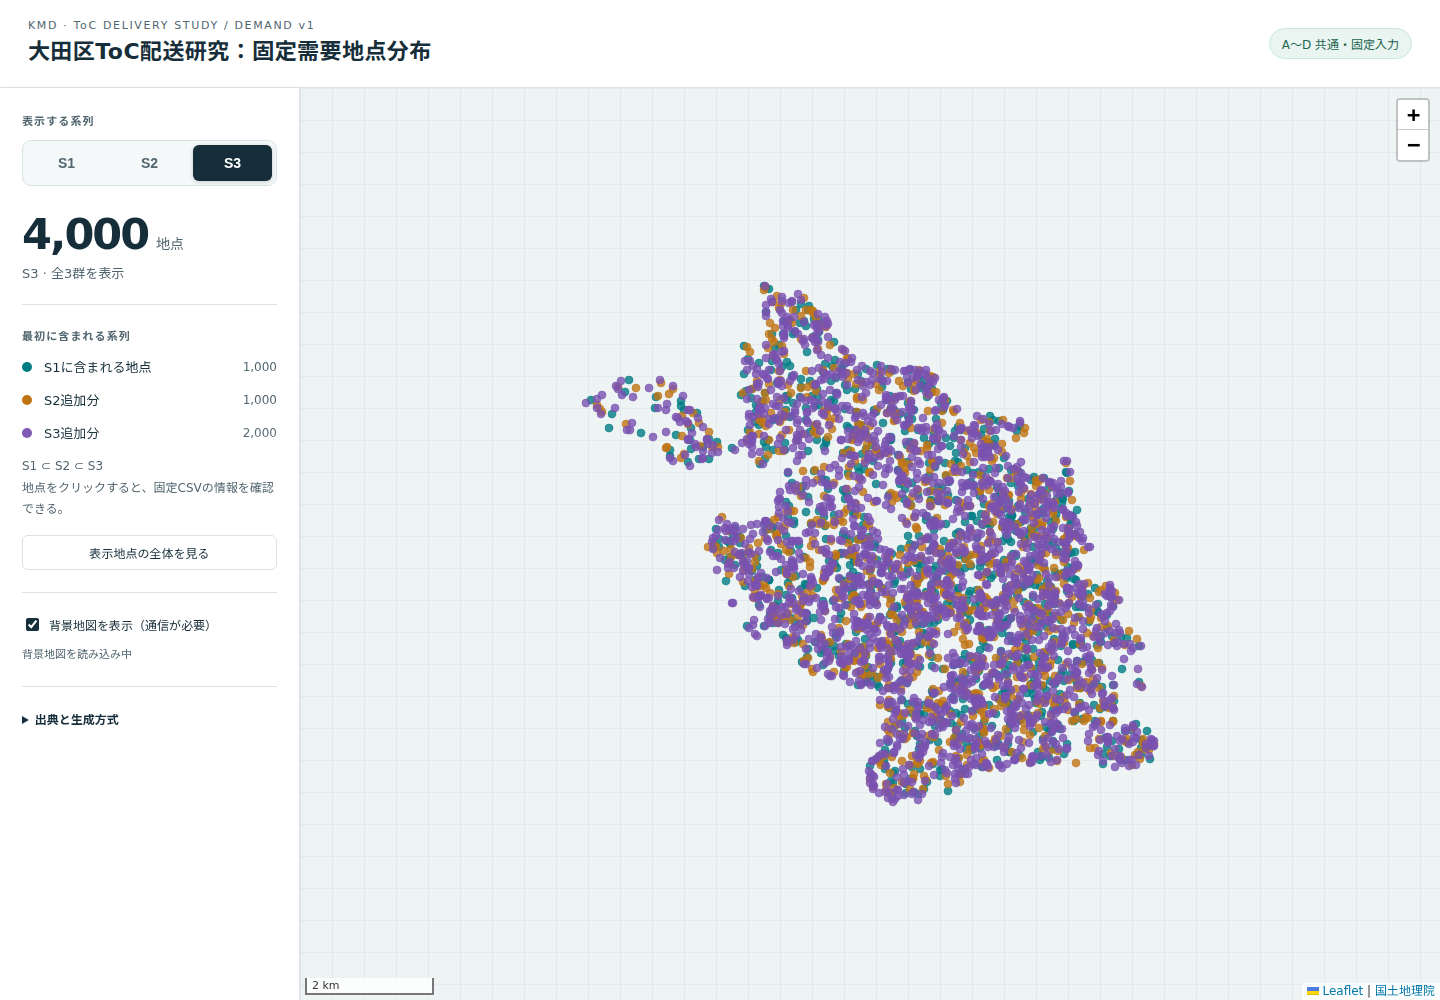 KMD · ToC DELIVERY STUDY / DEMAND v1
大田区ToC配送研究：固定需要地点分布
A〜D 共通・固定入力
表示する系列
S1 S2 S3
4,000 地点
S3 · 全3群を表示
最初に含まれる系列
S1に含まれる地点 1,000
S2追加分 1,000
S3追加分 2,000
S1 ⊂ S2 ⊂ S3
地点をクリックすると、固定CSVの情報を確認
できる。
表示地点の全体を見る
背景地図を表示（通信が必要）
背景地図を読み込み中
出典と生成方式
+
−
2 km
Leaflet | 国土地理院